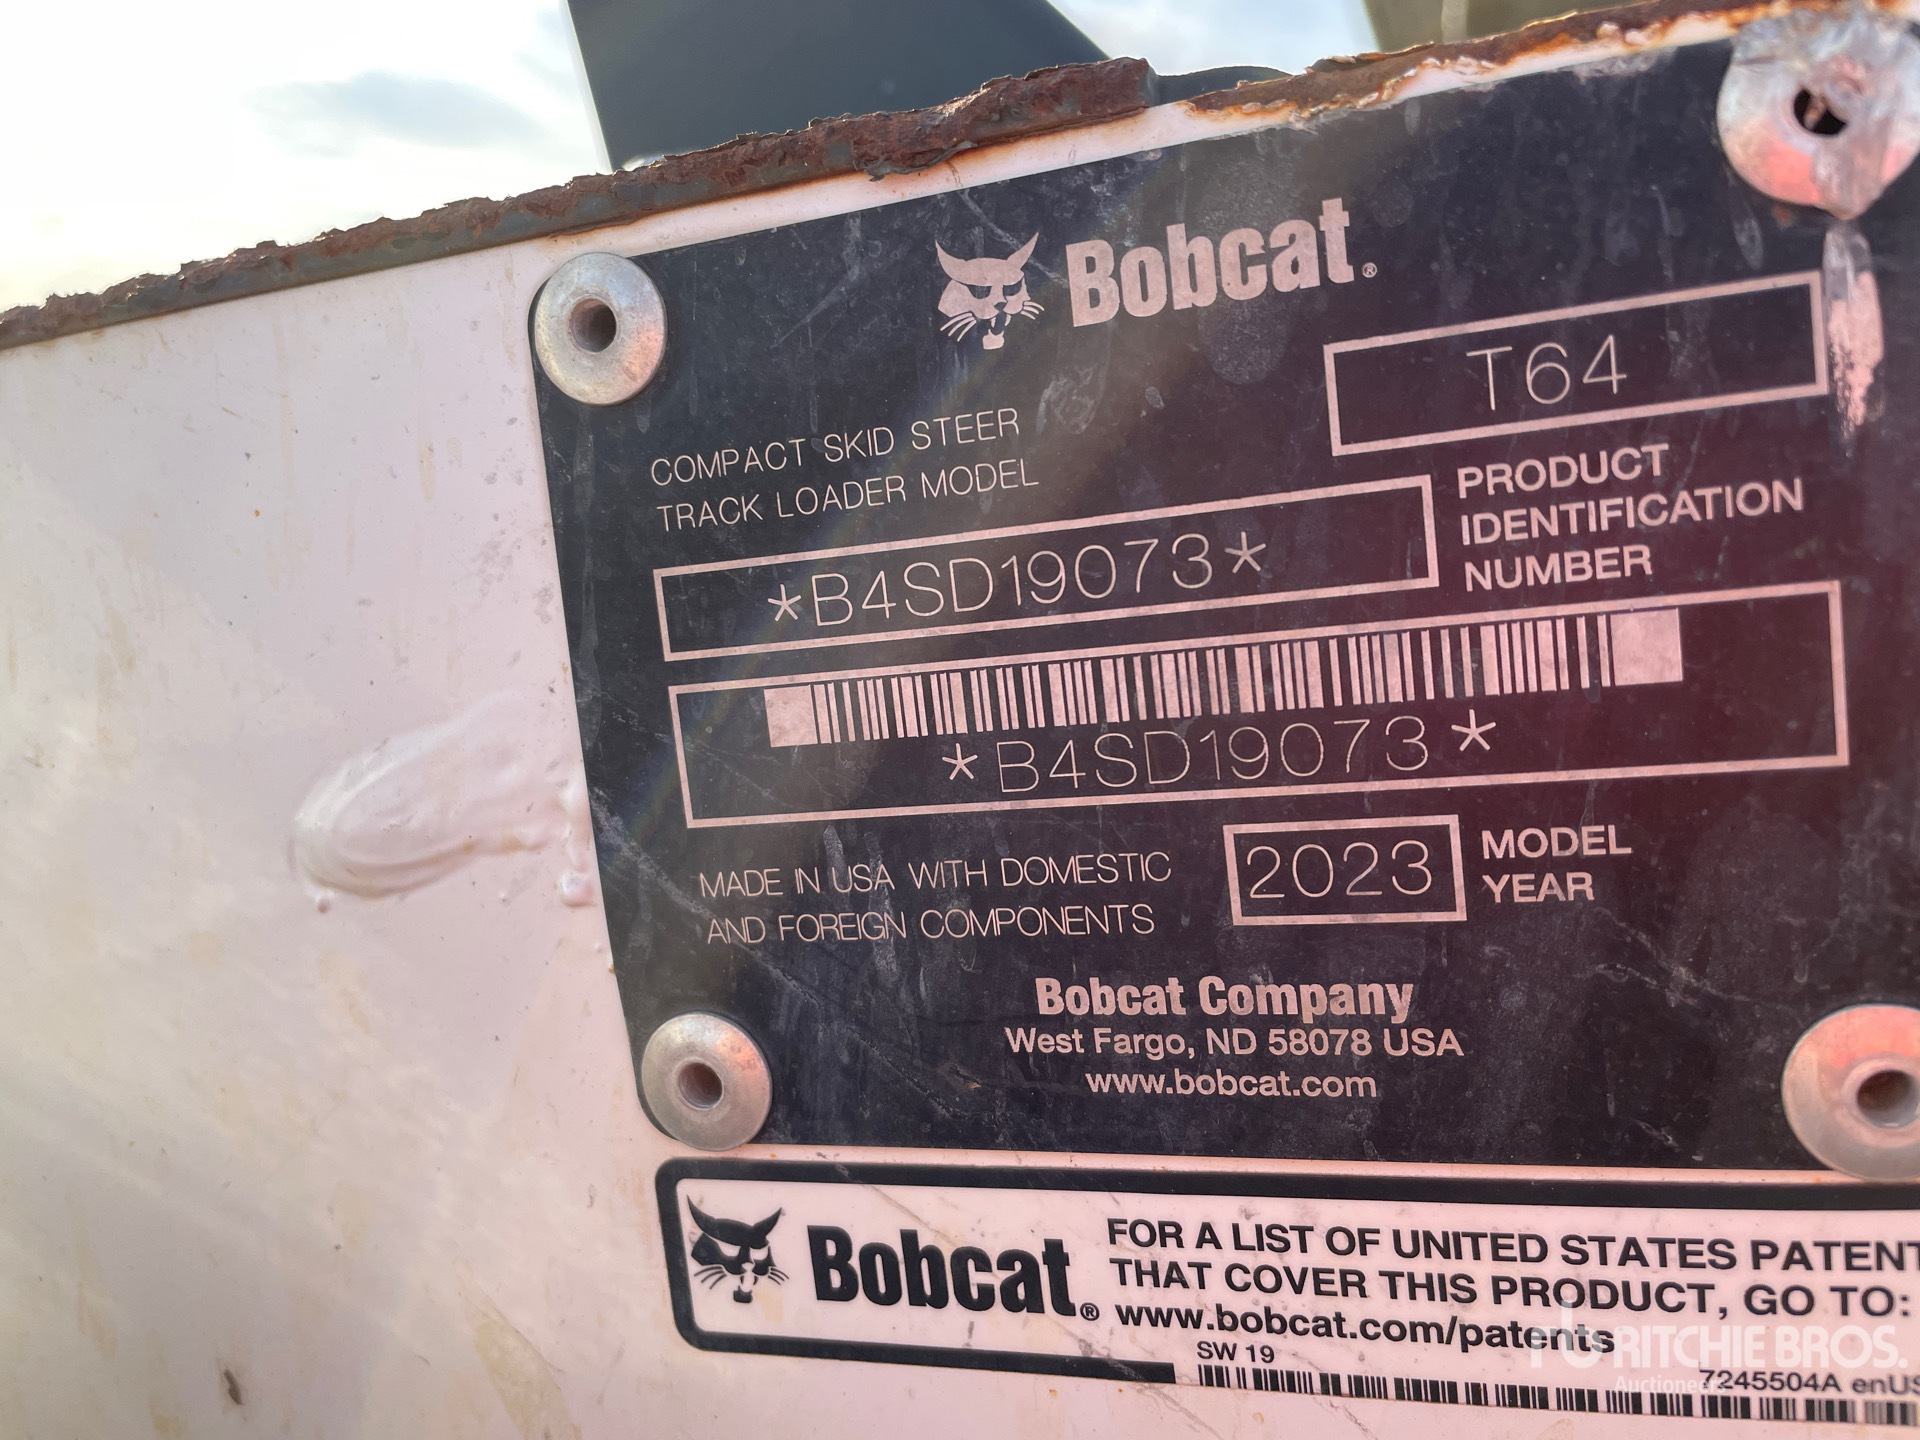 Bobcat®
T64
COMPACT SKID STEER
TRACK LOADER MODEL
*B4SD19073*
PRODUCT
IDENTIFICATION
NUMBER
*B4SD19073*
MADE IN USA WITH DOMESTIC
AND FOREIGN COMPONENTS
2023
MODEL
YEAR
Bobcat Company
West Fargo, ND 58078 USA
www.bobcat.com
Bobcat®
FOR A LIST OF UNITED STATES PATENT
THAT COVER THIS PRODUCT, GO TO:
www.bobcat.com/patents
SW 19
7245504A enUS
RITCHIE BROS.
Auctioneers